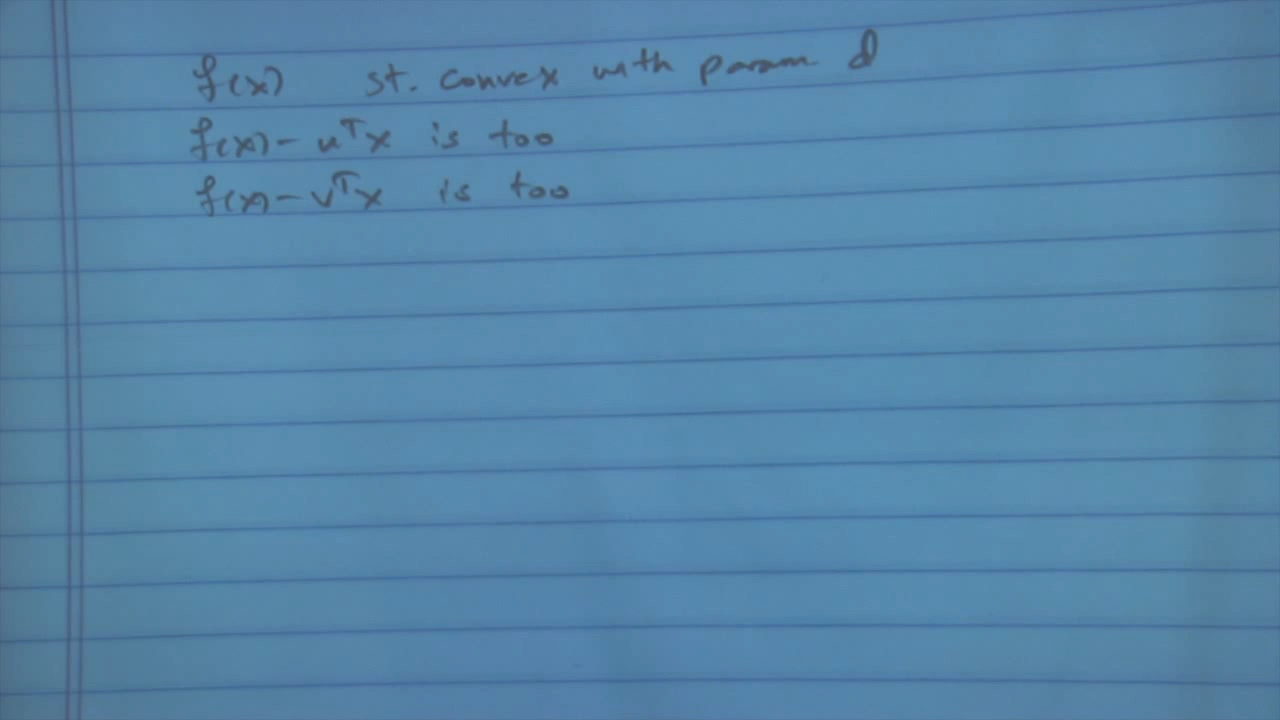 f(x) st. convex with param d
f(x) - uᵀx is too
f(x) - vᵀx is too